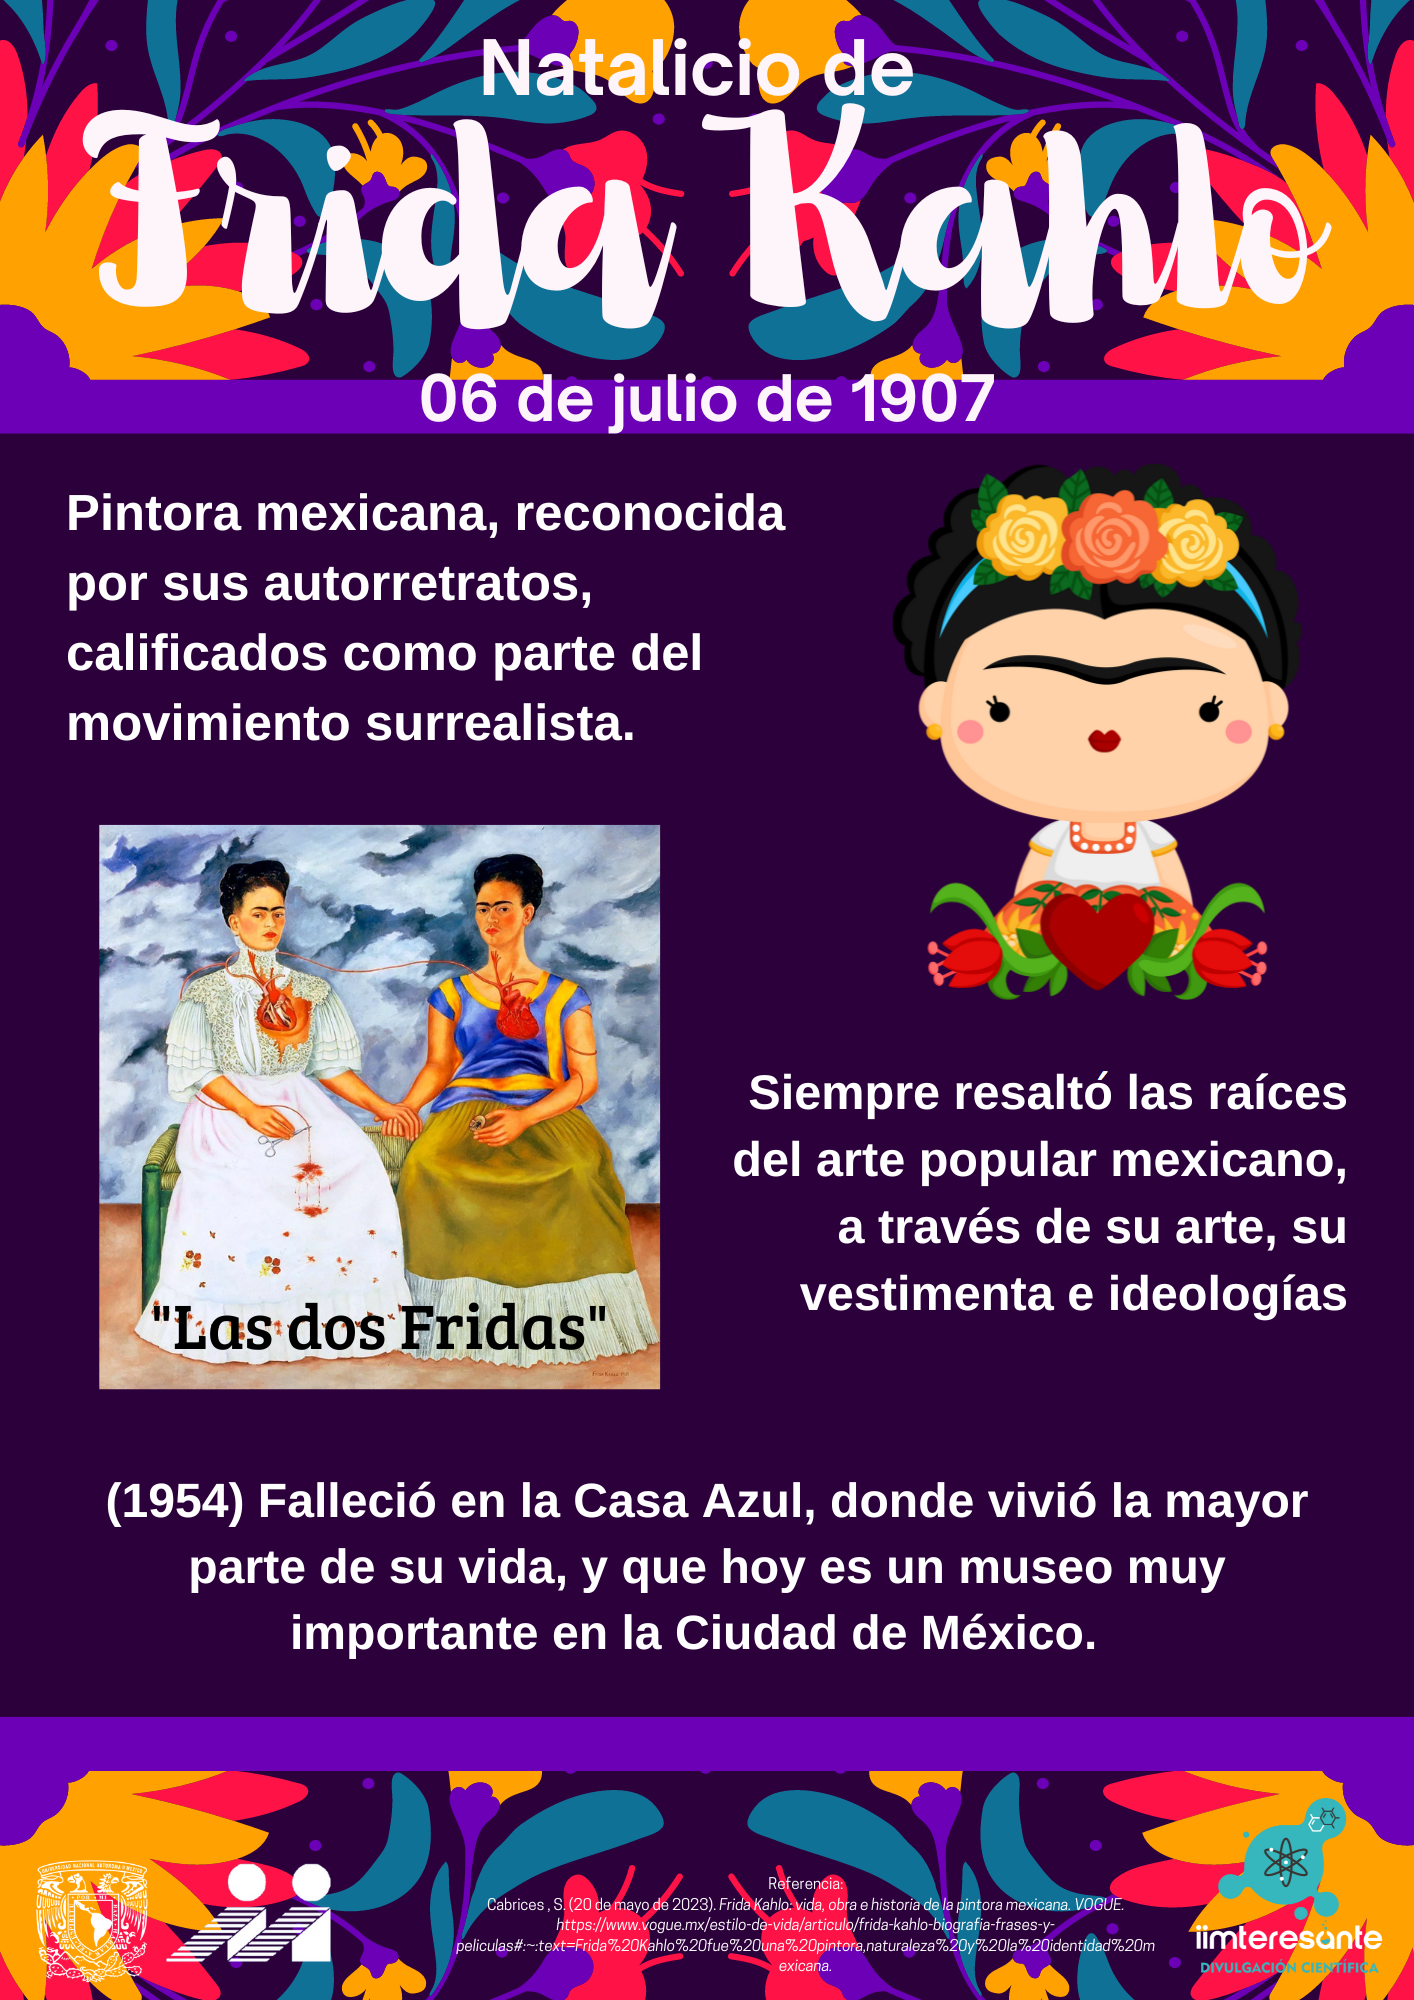 Natalicio de
Frida Kahlo
06 de julio de 1907
Pintora mexicana, reconocida
por sus autorretratos,
calificados como parte del
movimiento surrealista.
"Las dos Fridas"
Siempre resaltó las raíces
del arte popular mexicano,
a través de su arte, su
vestimenta e ideologías
(1954) Falleció en la Casa Azul, donde vivió la mayor
parte de su vida, y que hoy es un museo muy
importante en la Ciudad de México.
Referencia:
Cabrices , S. (20 de mayo de 2023). Frida Kahlo: vida, obra e historia de la pintora mexicana. VOGUE.
https://www.vogue.mx/estilo-de-vida/articulo/frida-kahlo-biografia-frases-y-
peliculas#:~:text=Frida%20Kahlo%20fue%20una%20pintora,naturaleza%20y%20la%20identidad%20m
exicana.
iimteresante
DIVULGACIÓN CIENTÍFICA